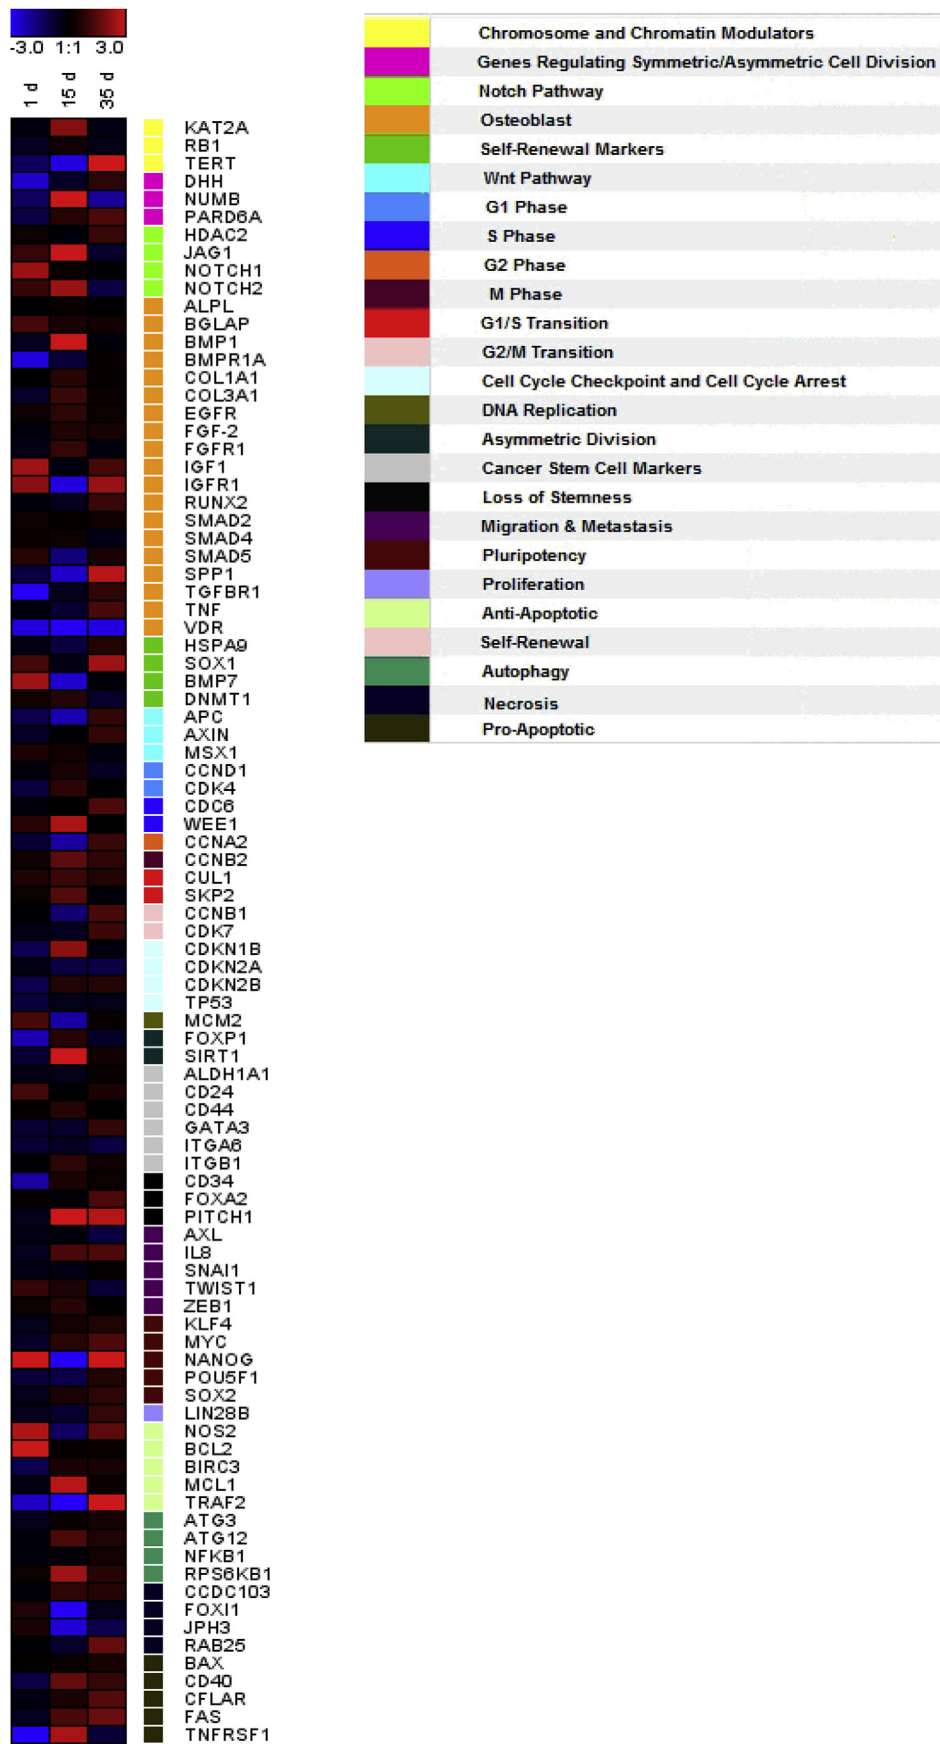 -3.0 1:1 3.0
1 d
15 d
35 d
KAT2A
RB1
TERT
DHH
NUMB
PARD6A
HDAC2
JAG1
NOTCH1
NOTCH2
ALPL
BGLAP
BMP1
BMPR1A
COL1A1
COL3A1
EGFR
FGF-2
FGFR1
IGF1
IGFR1
RUNX2
SMAD2
SMAD4
SMAD5
SPP1
TGFBR1
TNF
VDR
HSPA9
SOX1
BMP7
DNMT1
APC
AXIN
MSX1
CCND1
CDK4
CDC6
WEE1
CCNA2
CCNB2
CUL1
SKP2
CCNB1
CDK7
CDKN1B
CDKN2A
CDKN2B
TP53
MCM2
FOXP1
SIRT1
ALDH1A1
CD24
CD44
GATA3
ITGA6
ITGB1
CD34
FOXA2
PITCH1
AXL
IL8
SNAI1
TWIST1
ZEB1
KLF4
MYC
NANOG
POU5F1
SOX2
LIN28B
NOS2
BCL2
BIRC3
MCL1
TRAF2
ATG3
ATG12
NFKB1
RPS6KB1
CCDC103
FOXI1
JPH3
RAB25
BAX
CD40
CFLAR
FAS
TNFRSF1
Chromosome and Chromatin Modulators
Genes Regulating Symmetric/Asymmetric Cell Division
Notch Pathway
Osteoblast
Self-Renewal Markers
Wnt Pathway
G1 Phase
S Phase
G2 Phase
M Phase
G1/S Transition
G2/M Transition
Cell Cycle Checkpoint and Cell Cycle Arrest
DNA Replication
Asymmetric Division
Cancer Stem Cell Markers
Loss of Stemness
Migration & Metastasis
Pluripotency
Proliferation
Anti-Apoptotic
Self-Renewal
Autophagy
Necrosis
Pro-Apoptotic